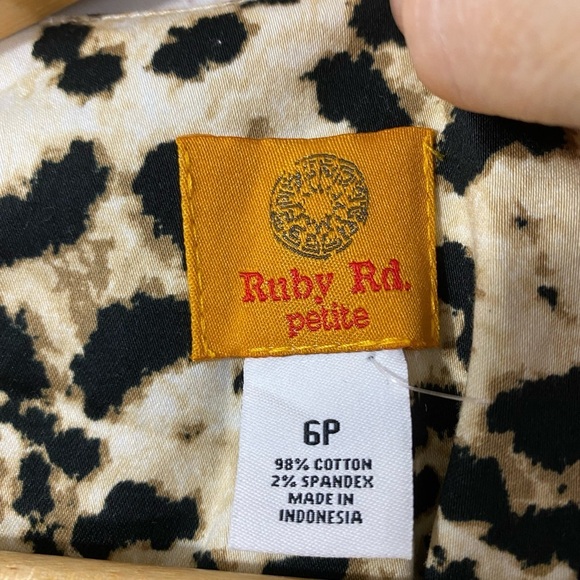 Ruby Rd.
petite
6P
98% COTTON
2% SPANDEX
MADE IN
INDONESIA